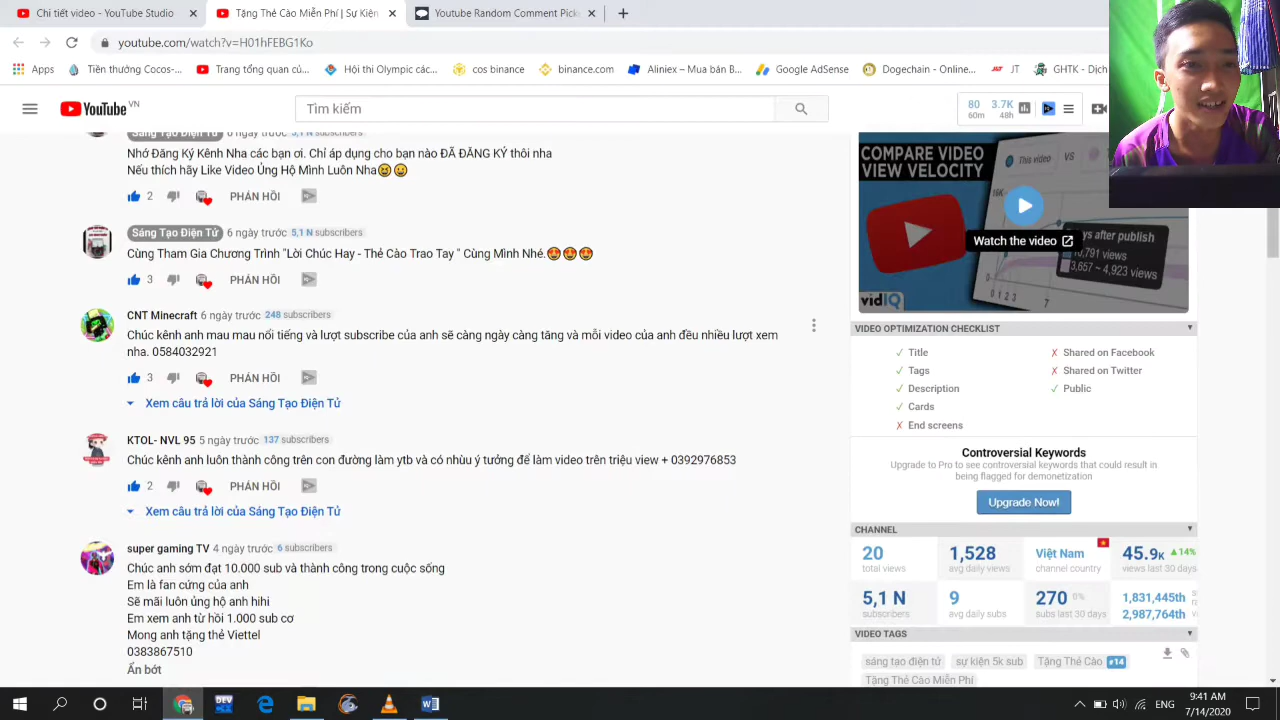 Chi tiết video - YouTube Studio
Tặng Thẻ Cào Miễn Phí | Sự Kiện
Youtube Random Comment Picke
youtube.com/watch?v=H01hFEBG1Ko
Apps
Tiền thưởng Cocos-...
Trang tổng quan củ...
Hội thi Olympic các...
cbr binance
binance.com
Aliniex – Mua bán B...
Google AdSense
Dogechain - Online...
JT
GHTK - Dịch
YouTube VN
Tìm kiếm
80 60m
3.7K 48h
Sáng Tạo Điện Tử 6 ngày trước 5,1 N subscribers
Nhớ Đăng Ký Kênh Nha các bạn ơi. Chỉ áp dụng cho bạn nào ĐÃ ĐĂNG KÝ thôi nha
Nếu thích hãy Like Video Ủng Hộ Mình Luôn Nha😆😀
2 PHẢN HỒI
Sáng Tạo Điện Tử 6 ngày trước 5,1 N subscribers
Cùng Tham Gia Chương Trình "Lời Chúc Hay - Thẻ Cào Trao Tay " Cùng Mình Nhé.😍😍😍
3 PHẢN HỒI
CNT Minecraft 6 ngày trước 248 subscribers
Chúc kênh anh mau mau nổi tiếng và lượt subscribe của anh sẽ càng ngày càng tăng và mỗi video của anh đều nhiều lượt xem
nha. 0584032921
3 PHẢN HỒI
Xem câu trả lời của Sáng Tạo Điện Tử
KTOL- NVL 95 5 ngày trước 137 subscribers
Chúc kênh anh luôn thành công trên con đường làm ytb và có nhùu ý tưởng để làm video trên triệu view + 0392976853
2 PHẢN HỒI
Xem câu trả lời của Sáng Tạo Điện Tử
super gaming TV 4 ngày trước 6 subscribers
Chúc anh sớm đạt 10.000 sub và thành công trong cuộc sống
Em là fan cứng của anh
Sẽ mãi luôn ủng hộ anh hihi
Em xem anh từ hồi 1.000 sub cơ
Mong anh tặng thẻ Viettel
0383867510
Ẩn bớt
COMPARE VIDEO
VIEW VELOCITY
This video VS
Watch the video
days after publish
10,791 views
3,657 ~ 4,923 views
0 1 2 3 7
vidIQ
VIDEO OPTIMIZATION CHECKLIST
✓ Title
✗ Shared on Facebook
✓ Tags
✗ Shared on Twitter
✓ Description
✓ Public
✓ Cards
✗ End screens
Controversial Keywords
Upgrade to Pro to see controversial keywords that could result in
being flagged for demonetization
Upgrade Now!
CHANNEL
20 total views
1,528 avg daily views
Việt Nam channel country
45.9K ▲14% views last 30 days
5,1 N subscribers
9 avg daily subs
270 0% subs last 30 days
1,831,445th
2,987,764th
VIDEO TAGS
sáng tạo điện tử
sự kiện 5k sub
Tặng Thẻ Cào #14
Tặng Thẻ Cào Miễn Phí
DEV
ENG
9:41 AM
7/14/2020